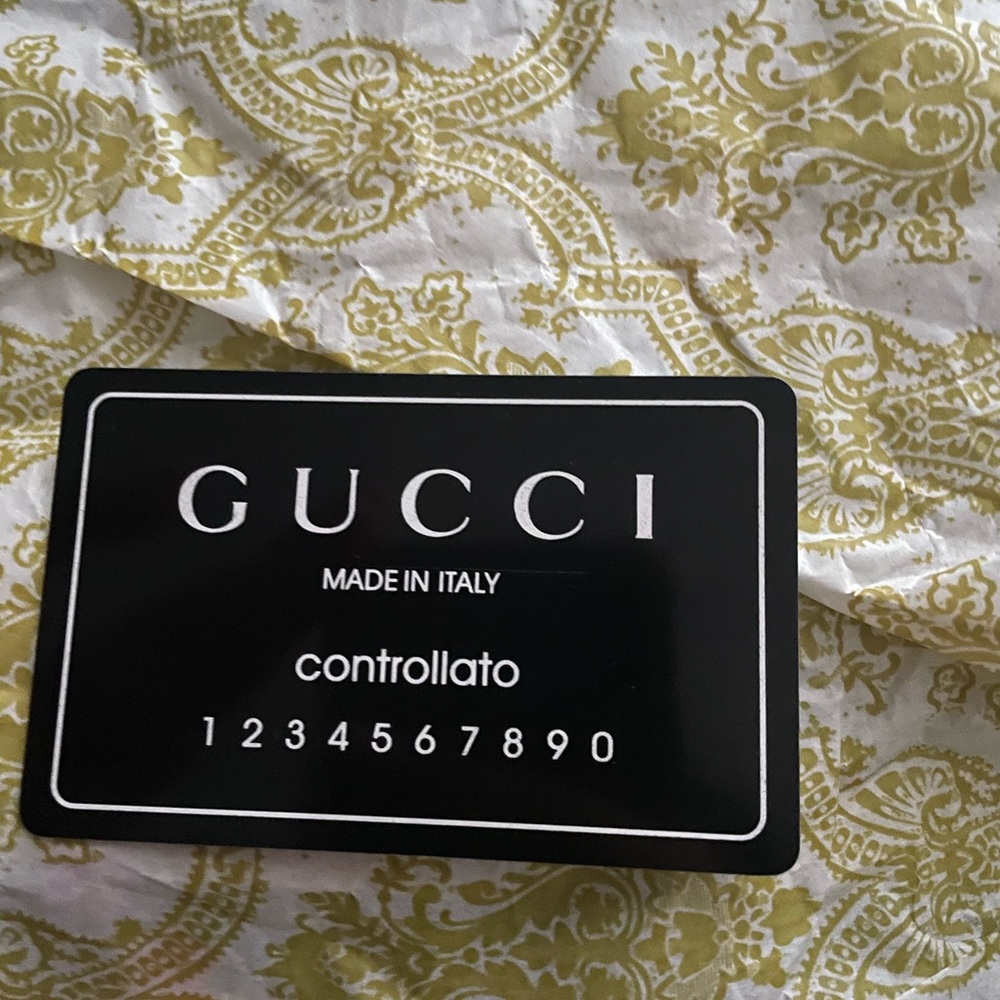 GUCCI
MADE IN ITALY
controllato
1 2 3 4 5 6 7 8 9 0